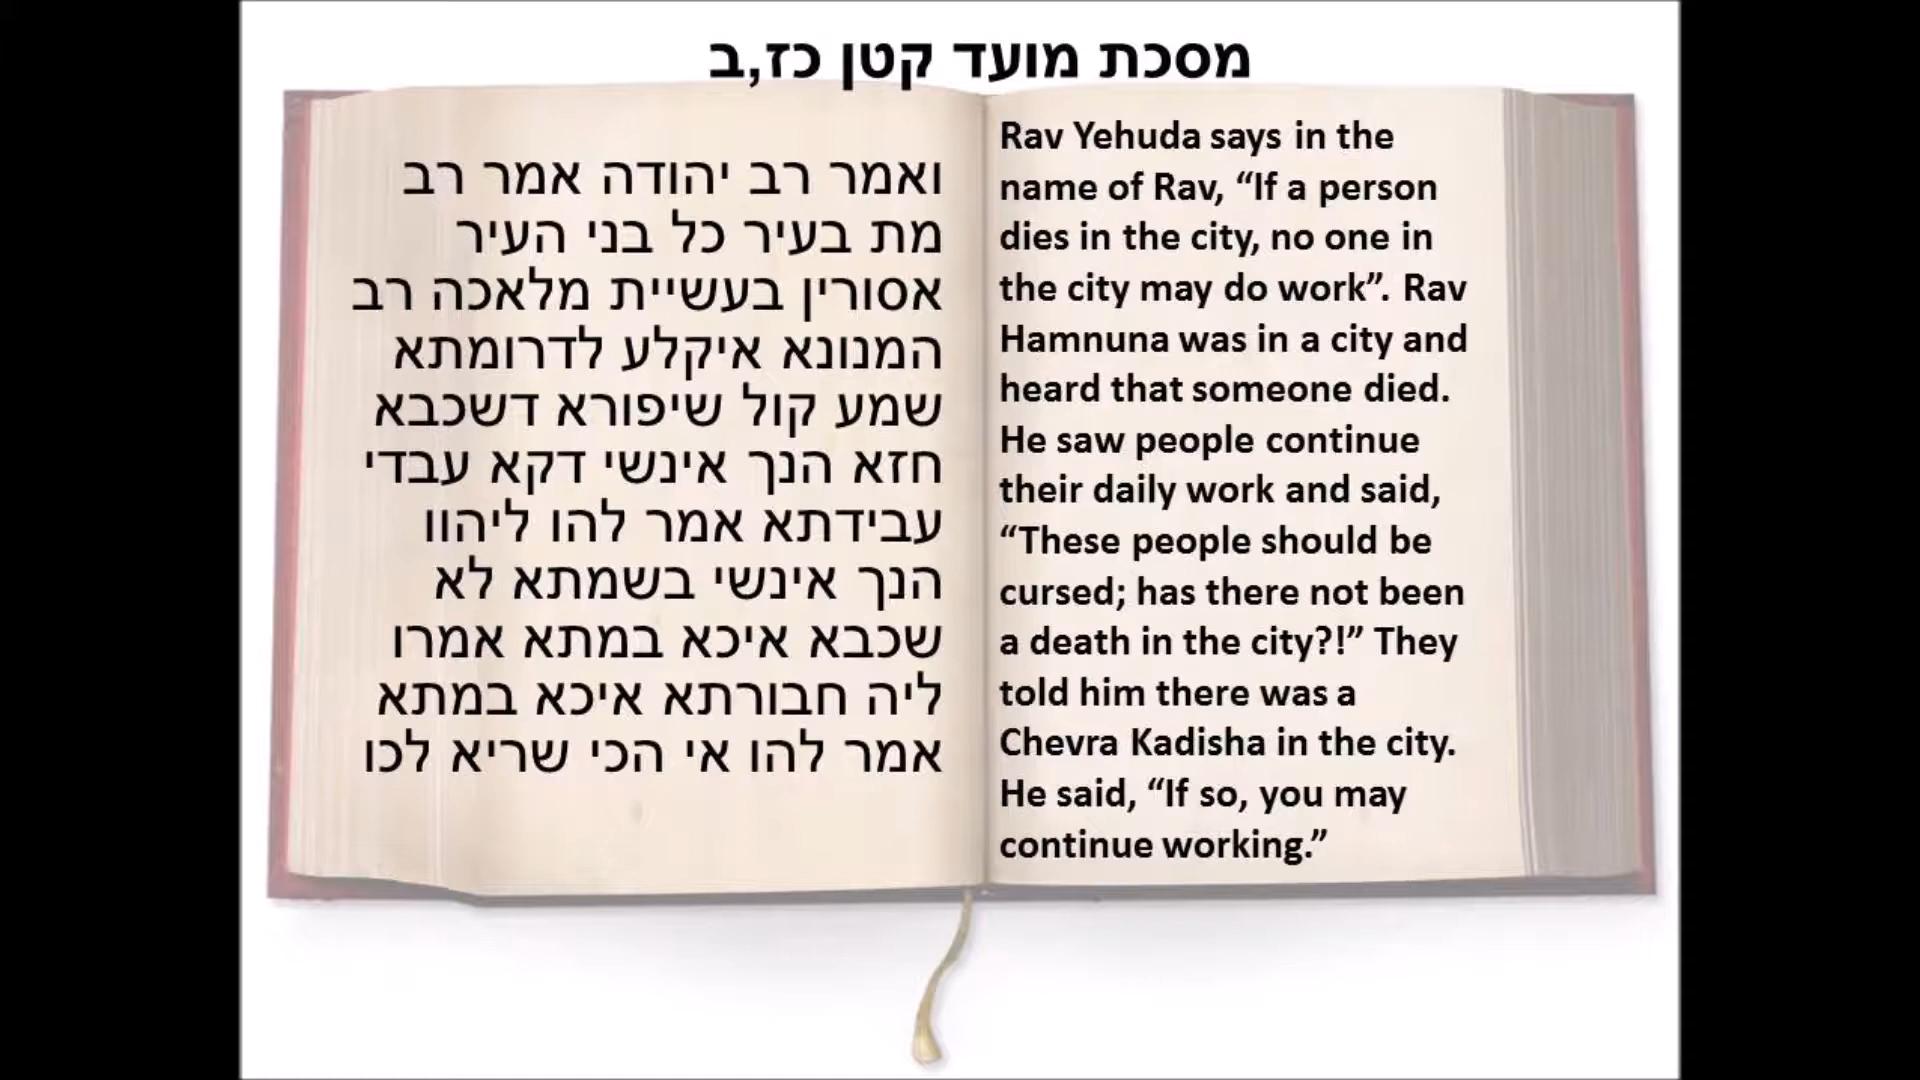 מסכת מועד קטן כז,ב
ואמר רב יהודה אמר רב
מת בעיר כל בני העיר
אסורין בעשיית מלאכה רב
המנונא איקלע לדרומתא
שמע קול שיפורא דשכבא
חזא הנך אינשי דקא עבדי
עבידתא אמר להו ליהוו
הנך אינשי בשמתא לא
שכבא איכא במתא אמרו
ליה חבורתא איכא במתא
אמר להו אי הכי שריא לכו
Rav Yehuda says in the
name of Rav, “If a person
dies in the city, no one in
the city may do work”. Rav
Hamnuna was in a city and
heard that someone died.
He saw people continue
their daily work and said,
“These people should be
cursed; has there not been
a death in the city?!” They
told him there was a
Chevra Kadisha in the city.
He said, “If so, you may
continue working.”